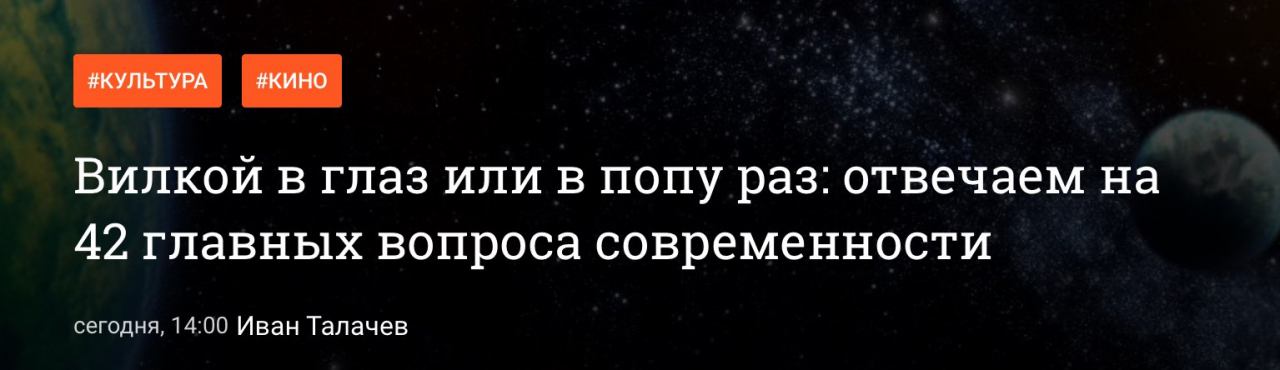 #КУЛЬТУРА #КИНО
Вилкой в глаз или в попу раз: отвечаем на
42 главных вопроса современности
сегодня, 14:00 Иван Талачев